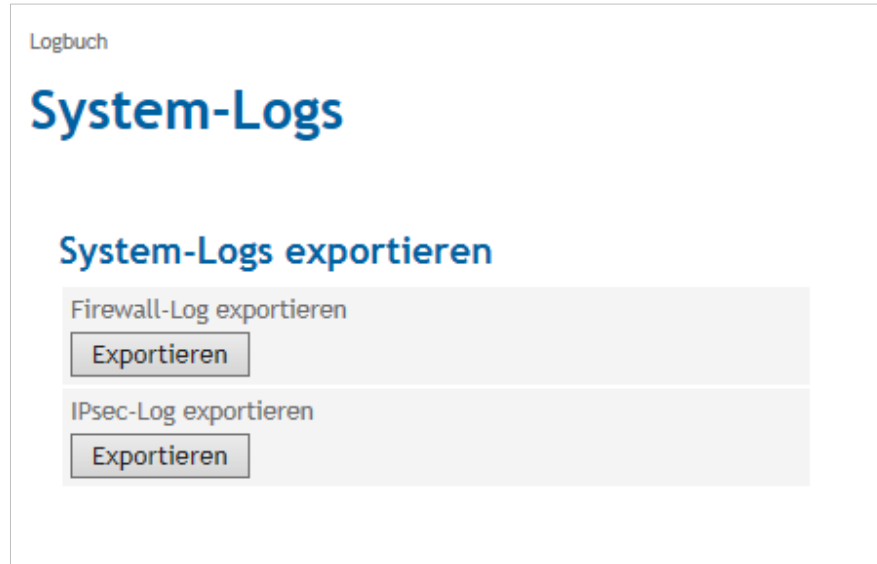 Logbuch
System-Logs
System-Logs exportieren
Firewall-Log exportieren
Exportieren
IPsec-Log exportieren
Exportieren